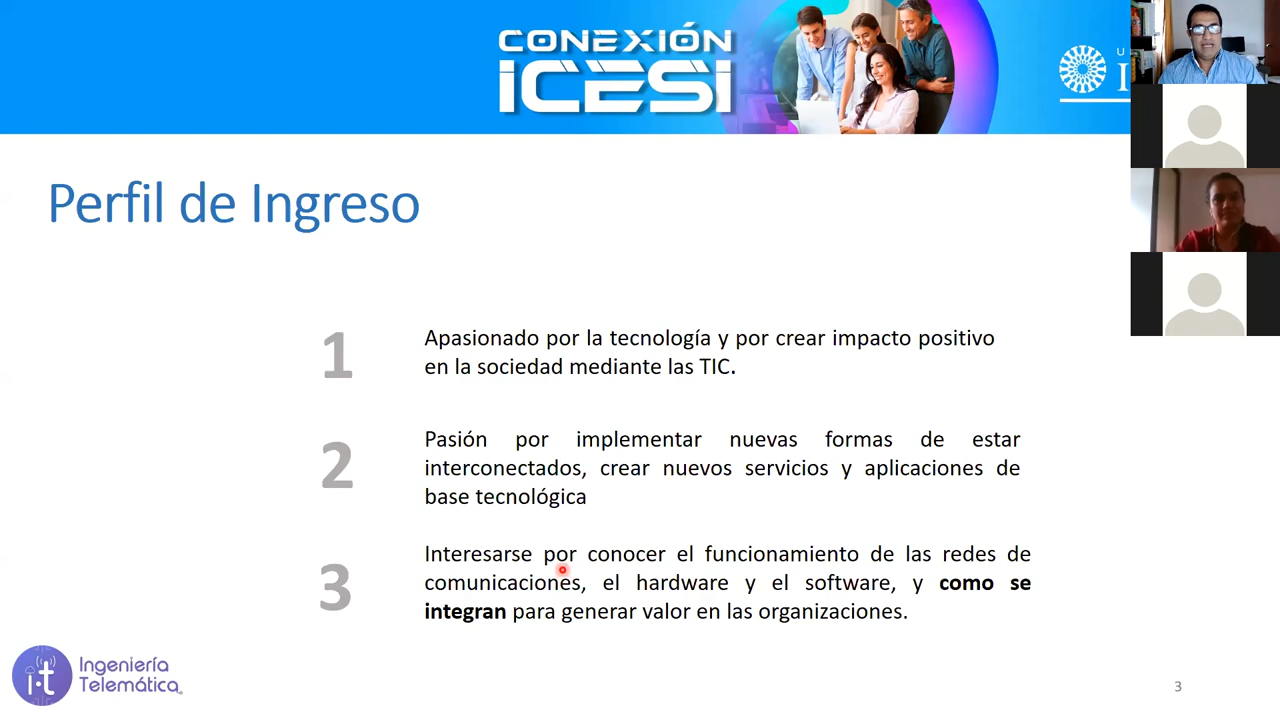 CONEXIÓN
ICESI
U
I
Perfil de Ingreso
1
Apasionado por la tecnología y por crear impacto positivo
en la sociedad mediante las TIC.
2
Pasión por implementar nuevas formas de estar
interconectados, crear nuevos servicios y aplicaciones de
base tecnológica
3
Interesarse por conocer el funcionamiento de las redes de
comunicaciones, el hardware y el software, y como se
integran para generar valor en las organizaciones.
i·t
Ingeniería
Telemática
3